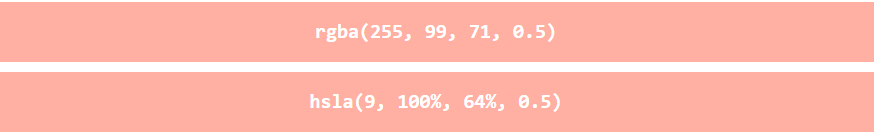 rgba(255, 99, 71, 0.5)
hsla(9, 100%, 64%, 0.5)